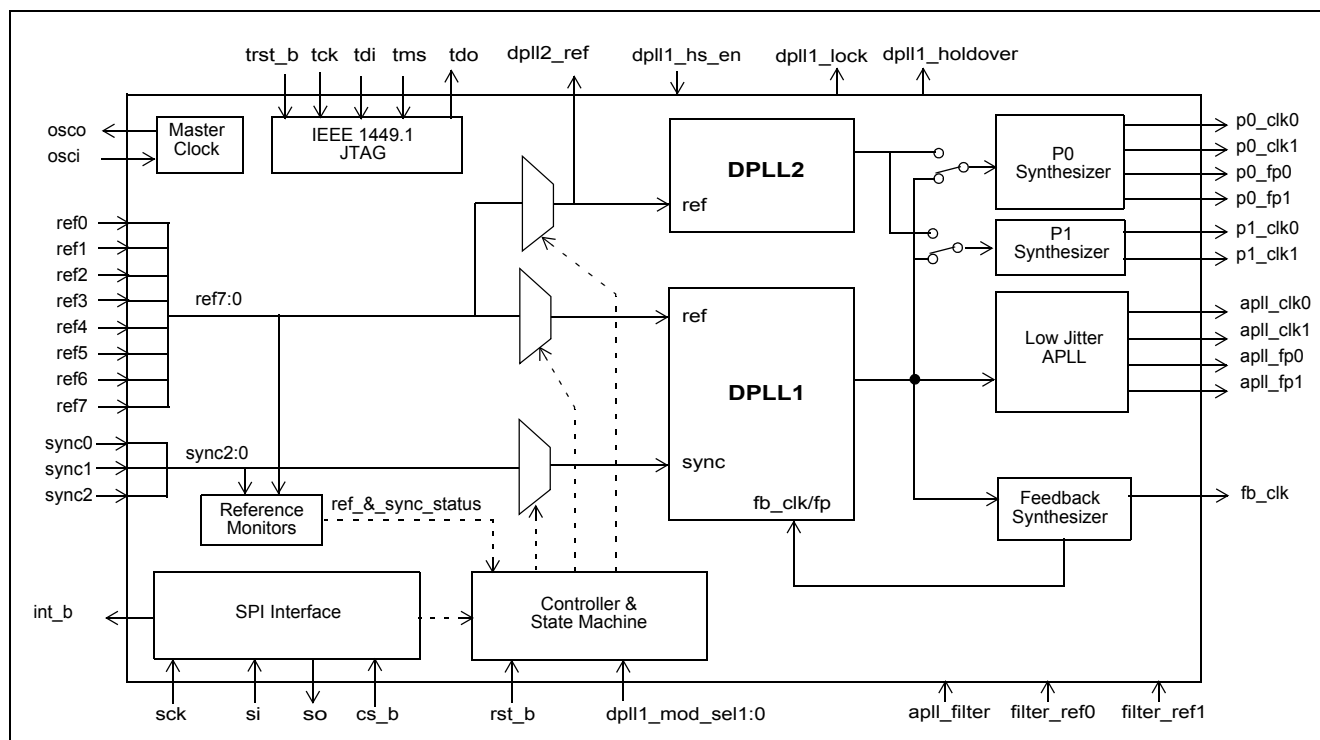 trst_b tck tdi tms tdo dpll2_ref dpll1_hs_en dpll1_lock dpll1_holdover
osco
osci
Master
Clock
IEEE 1449.1
JTAG
ref0
ref1
ref2
ref3
ref4
ref5
ref6
ref7
ref7:0
sync0
sync1
sync2
sync2:0
Reference
Monitors
ref_&_sync_status
DPLL2
ref
ref
DPLL1
sync
fb_clk/fp
P0
Synthesizer
P1
Synthesizer
Low Jitter
APLL
Feedback
Synthesizer
p0_clk0
p0_clk1
p0_fp0
p0_fp1
p1_clk0
p1_clk1
apll_clk0
apll_clk1
apll_fp0
apll_fp1
fb_clk
int_b
SPI Interface
Controller &
State Machine
sck si so cs_b rst_b dpll1_mod_sel1:0 apll_filter filter_ref0 filter_ref1